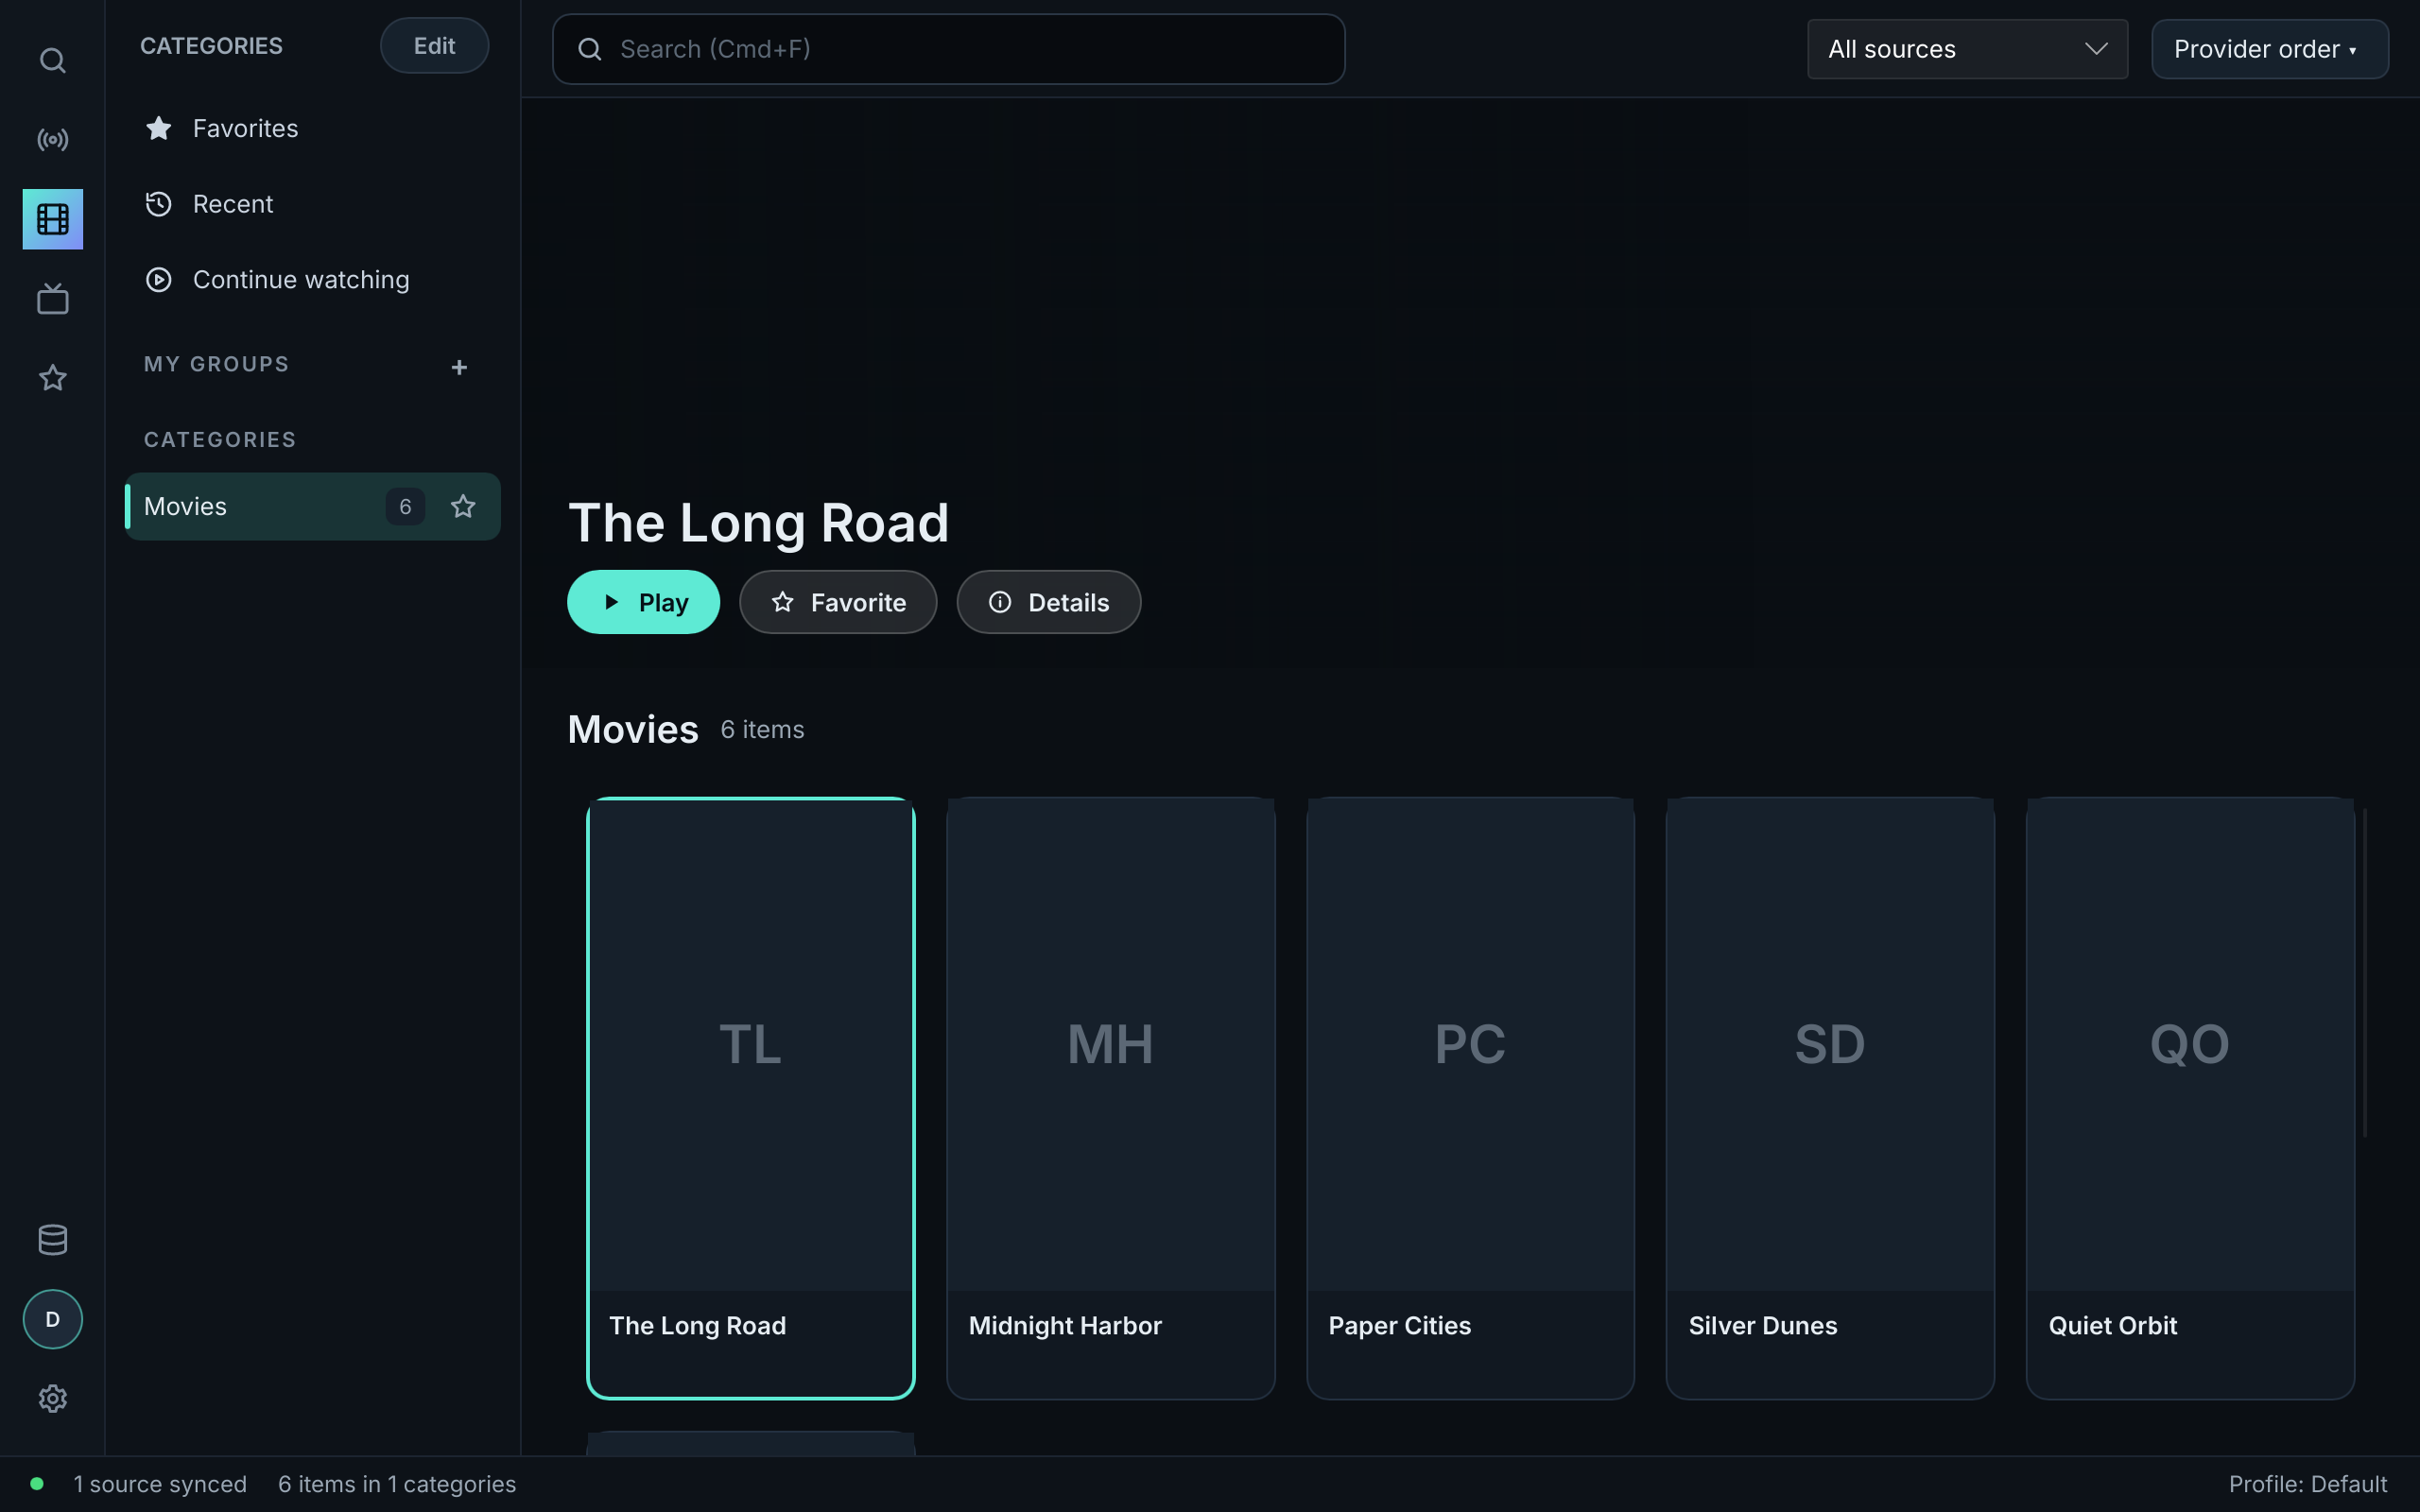 CATEGORIES
Edit
Favorites
Recent
Continue watching
MY GROUPS
+
CATEGORIES
Movies 6
Search (Cmd+F)
All sources
Provider order
The Long Road
Play
Favorite
Details
Movies 6 items
TL
MH
PC
SD
QO
The Long Road
Midnight Harbor
Paper Cities
Silver Dunes
Quiet Orbit
D
1 source synced
6 items in 1 categories
Profile: Default